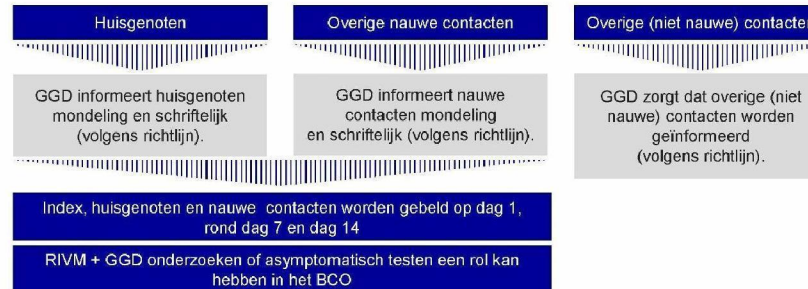 Huisgenoten
Overige nauwe contacten
Overige (niet nauwe) contacten
GGD informeert huisgenoten
mondeling en schriftelijk
(volgens richtlijn).
GGD informeert nauwe
contacten mondeling
en schriftelijk (volgens richtlijn).
GGD zorgt dat overige (niet
nauwe) contacten worden
geïnformeerd
(volgens richtlijn).
Index, huisgenoten en nauwe contacten worden gebeld op dag 1,
rond dag 7 en dag 14
RIVM + GGD onderzoeken of asymptomatisch testen een rol kan
hebben in het BCO